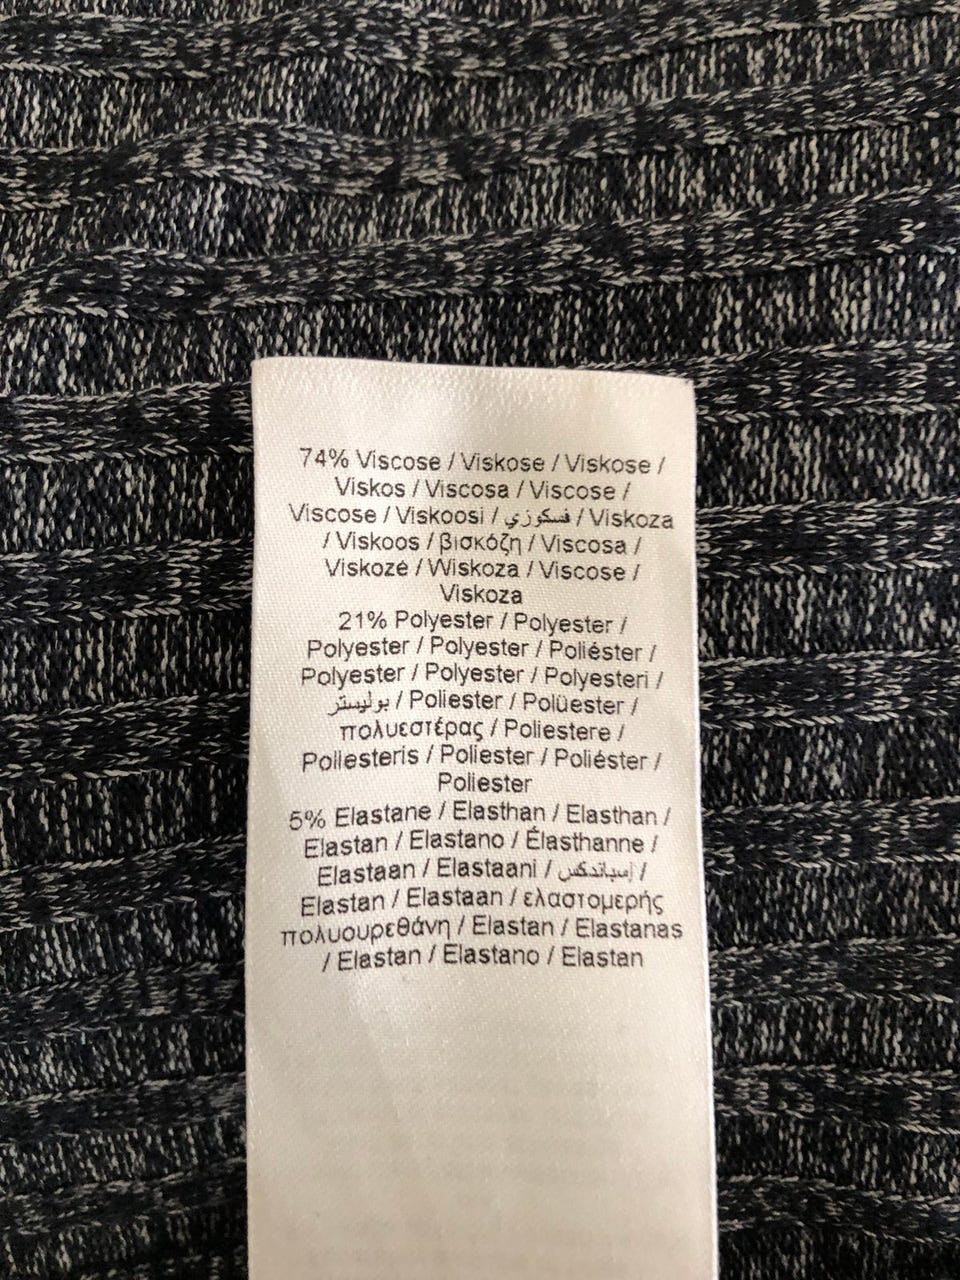 74% Viscose / Viskose / Viskose /
Viskos / Viscosa / Viscose /
Viscose / Viskoosi / فسكوزي / Viskoza
/ Viskoos / βισκόζη / Viscosa /
Viskozė / Wiskoza / Viscose /
Viskoza
21% Polyester / Polyester /
Polyester / Polyester / Poliéster /
Polyester / Polyester / Polyesteri /
بوليستر / Poliester / Polüester /
πολυεστέρας / Poliestere /
Poliesteris / Poliester / Poliéster /
Poliester
5% Elastane / Elasthan / Elasthan /
Elastan / Elastano / Élasthanne /
Elastaan / Elastaani / إسباندكس /
Elastan / Elastaan / ελαστομερής
πολυουρεθάνη / Elastan / Elastanas
/ Elastan / Elastano / Elastan